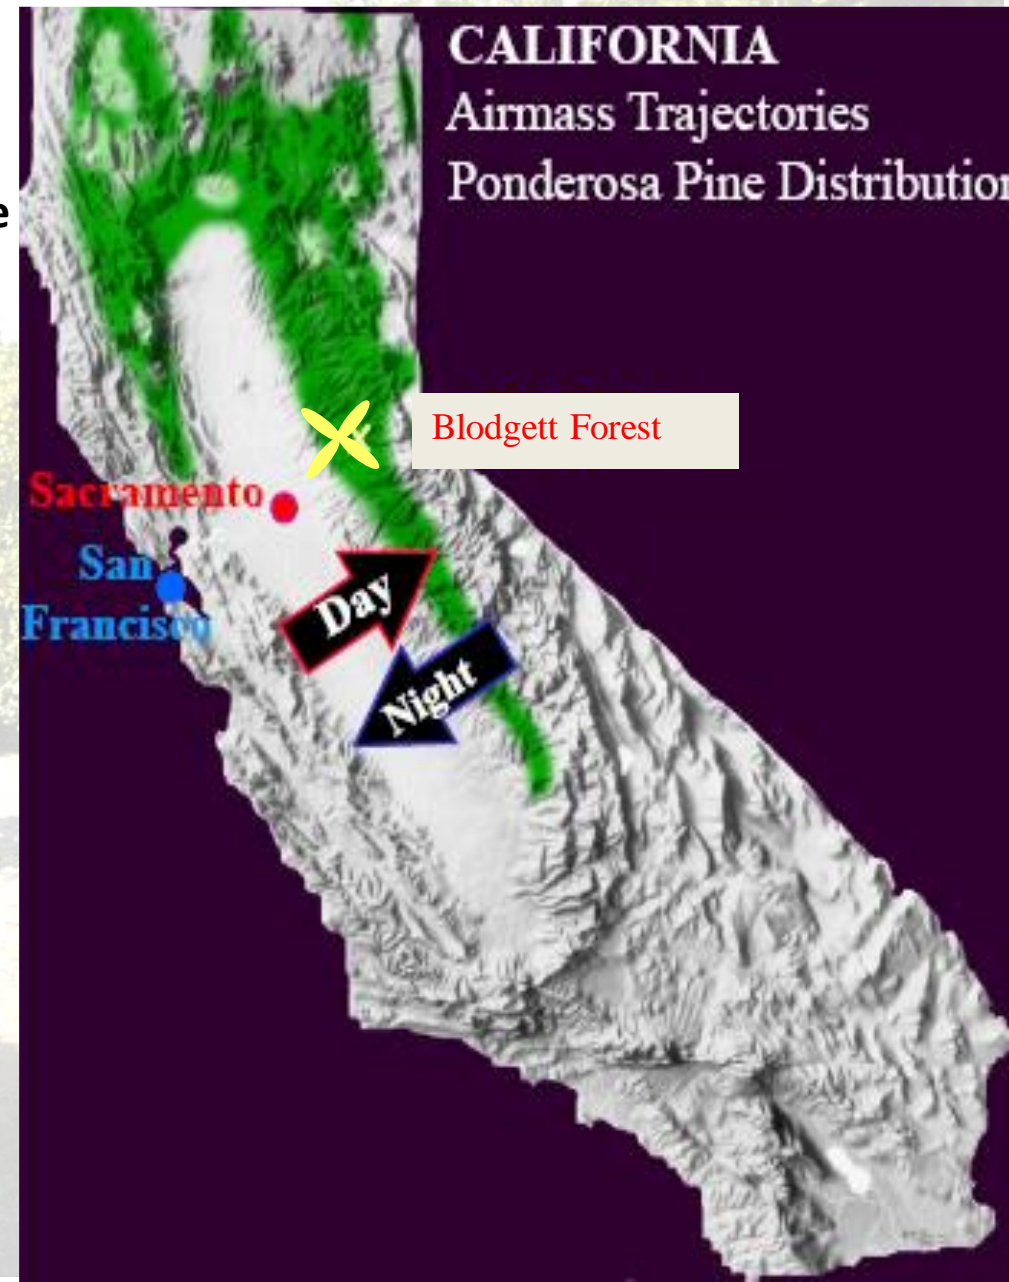 CALIFORNIA
Airmass Trajectories
Ponderosa Pine Distribution
e
Blodgett Forest
Sacramento
San
Francisco
Day
Night